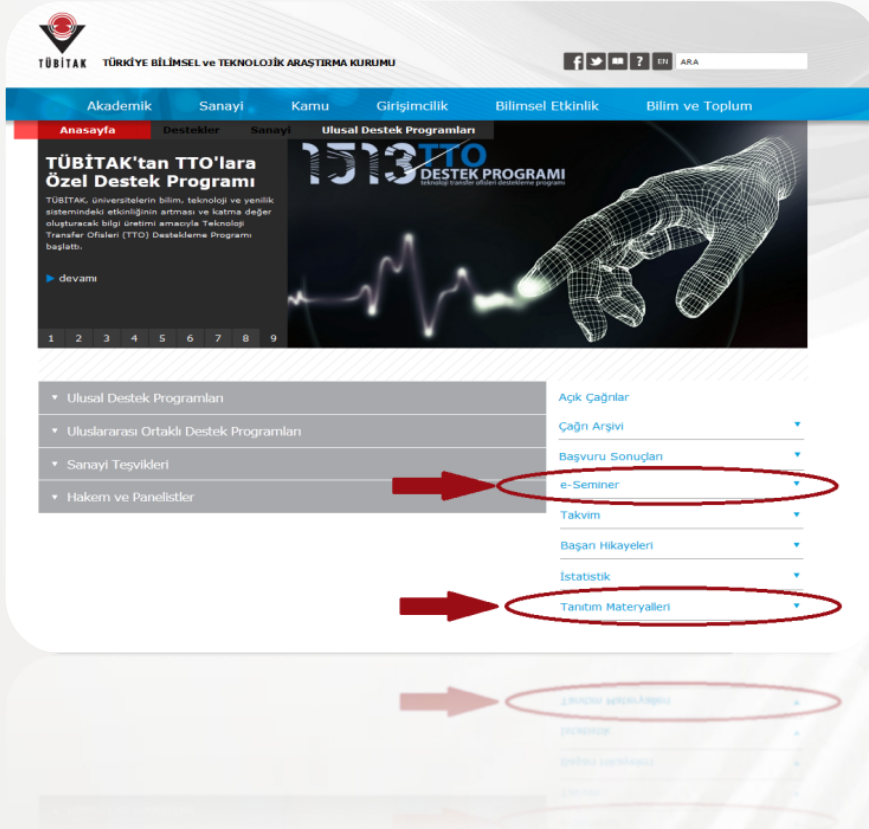 TÜBİTAK TÜRKİYE BİLİMSEL ve TEKNOLOJİK ARAŞTIRMA KURUMU
f ? EN ARA
Akademik Sanayi Kamu Girişimcilik Bilimsel Etkinlik Bilim ve Toplum
Anasayfa Destekler Sanayi Ulusal Destek Programları
TÜBİTAK'tan TTO'lara
Özel Destek Programı
TÜBİTAK, üniversitelerin bilim, teknoloji ve yenilik
sistemindeki etkinliğinin artması ve katma değer
oluşturacak bilgi üretimi amacıyla Teknoloji
Transfer Ofisleri (TTO) Destekleme Programı
başlattı.
devamı
1 2 3 4 5 6 7 8 9
1513 TTO
DESTEK PROGRAMI
teknoloji transfer ofisleri destekleme programı
Ulusal Destek Programları
Uluslararası Ortaklı Destek Programları
Sanayi Teşvikleri
Hakem ve Panelistler
Açık Çağrılar
Çağrı Arşivi
Başvuru Sonuçları
e-Seminer
Takvim
Başarı Hikayeleri
İstatistik
Tanıtım Materyalleri